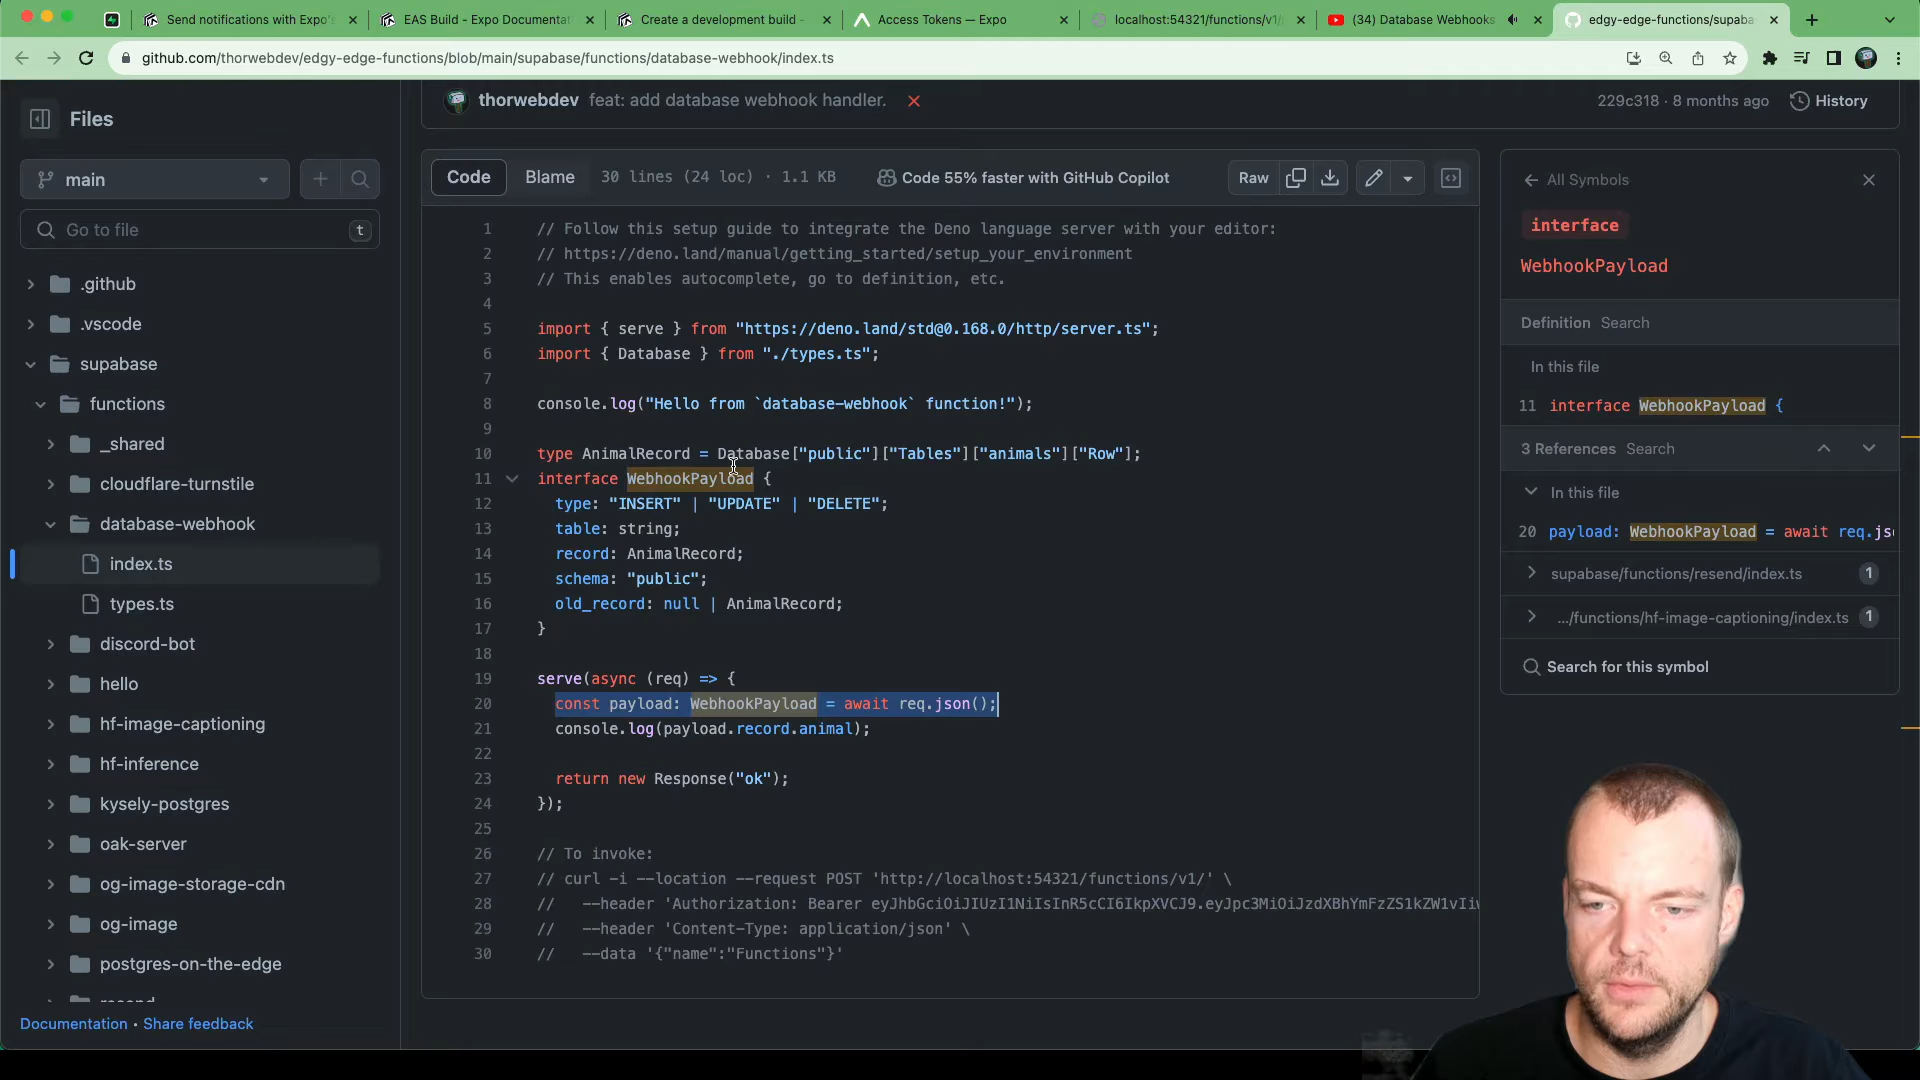 Send notifications with Expo's
EAS Build - Expo Documentat
Create a development build -
Access Tokens — Expo
localhost:54321/functions/v1/
(34) Database Webhooks
edgy-edge-functions/supaba
github.com/thorwebdev/edgy-edge-functions/blob/main/supabase/functions/database-webhook/index.ts
Files
main
Go to file
t
.github
.vscode
supabase
functions
_shared
cloudflare-turnstile
database-webhook
index.ts
types.ts
discord-bot
hello
hf-image-captioning
hf-inference
kysely-postgres
oak-server
og-image-storage-cdn
og-image
postgres-on-the-edge
resend
Documentation · Share feedback
thorwebdev feat: add database webhook handler.
229c318 · 8 months ago
History
Code
Blame
30 lines (24 loc) · 1.1 KB
Code 55% faster with GitHub Copilot
Raw
1 // Follow this setup guide to integrate the Deno language server with your editor:
2 // https://deno.land/manual/getting_started/setup_your_environment
3 // This enables autocomplete, go to definition, etc.
4
5 import { serve } from "https://deno.land/std@0.168.0/http/server.ts";
6 import { Database } from "./types.ts";
7
8 console.log("Hello from `database-webhook` function!");
9
10 type AnimalRecord = Database["public"]["Tables"]["animals"]["Row"];
11 interface WebhookPayload {
12 type: "INSERT" | "UPDATE" | "DELETE";
13 table: string;
14 record: AnimalRecord;
15 schema: "public";
16 old_record: null | AnimalRecord;
17 }
18
19 serve(async (req) => {
20 const payload: WebhookPayload = await req.json();
21 console.log(payload.record.animal);
22
23 return new Response("ok");
24 });
25
26 // To invoke:
27 // curl -i --location --request POST 'http://localhost:54321/functions/v1/' \
28 // --header 'Authorization: Bearer eyJhbGciOiJIUzI1NiIsInR5cCI6IkpXVCJ9.eyJpc3MiOiJzdXBhYmFzZS1kZW1vIiw
29 // --header 'Content-Type: application/json' \
30 // --data '{"name":"Functions"}'
All Symbols
interface
WebhookPayload
Definition Search
In this file
11 interface WebhookPayload {
3 References Search
In this file
20 payload: WebhookPayload = await req.jso
supabase/functions/resend/index.ts 1
.../functions/hf-image-captioning/index.ts 1
Search for this symbol